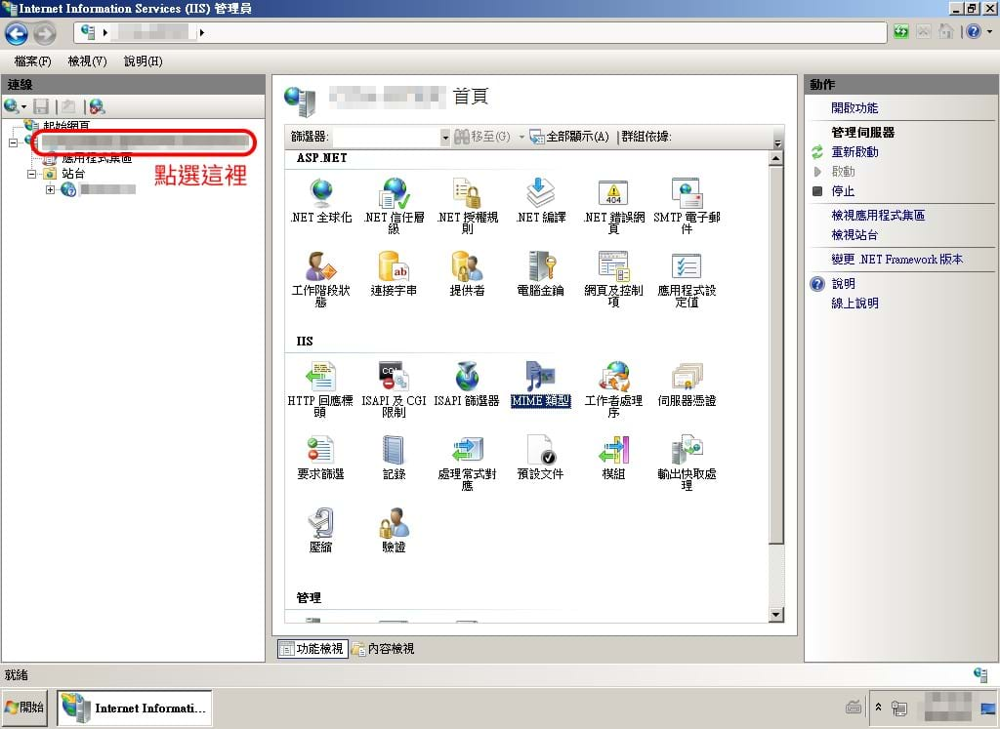 Internet Information Services (IIS) 管理員
檔案(F) 檢視(V) 說明(H)
連線
起始網頁
應用程式集區
站台
點選這裡
首頁
篩選器: 移至(G) 全部顯示(A) 群組依據:
ASP.NET
.NET 全球化 .NET 信任層級 .NET 授權規則 .NET 編譯 .NET 錯誤網頁 SMTP 電子郵件
工作階段狀態 連接字串 提供者 電腦金鑰 網頁及控制項 應用程式設定值
IIS
HTTP 回應標頭 ISAPI 及 CGI 限制 ISAPI 篩選器 MIME 類型 工作者處理序 伺服器憑證
要求篩選 記錄 處理常式對應 預設文件 模組 輸出快取處理
壓縮 驗證
管理
功能檢視 內容檢視
動作
開啟功能
管理伺服器
重新啟動
啟動
停止
檢視應用程式集區
檢視站台
變更 .NET Framework 版本
說明
線上說明
就緒
開始 Internet Informati...